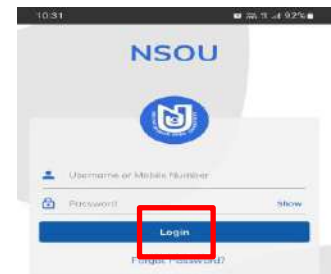 10:31 92%
NSOU
Username or Mobile Number
Password Show
Login
Forgot Password?